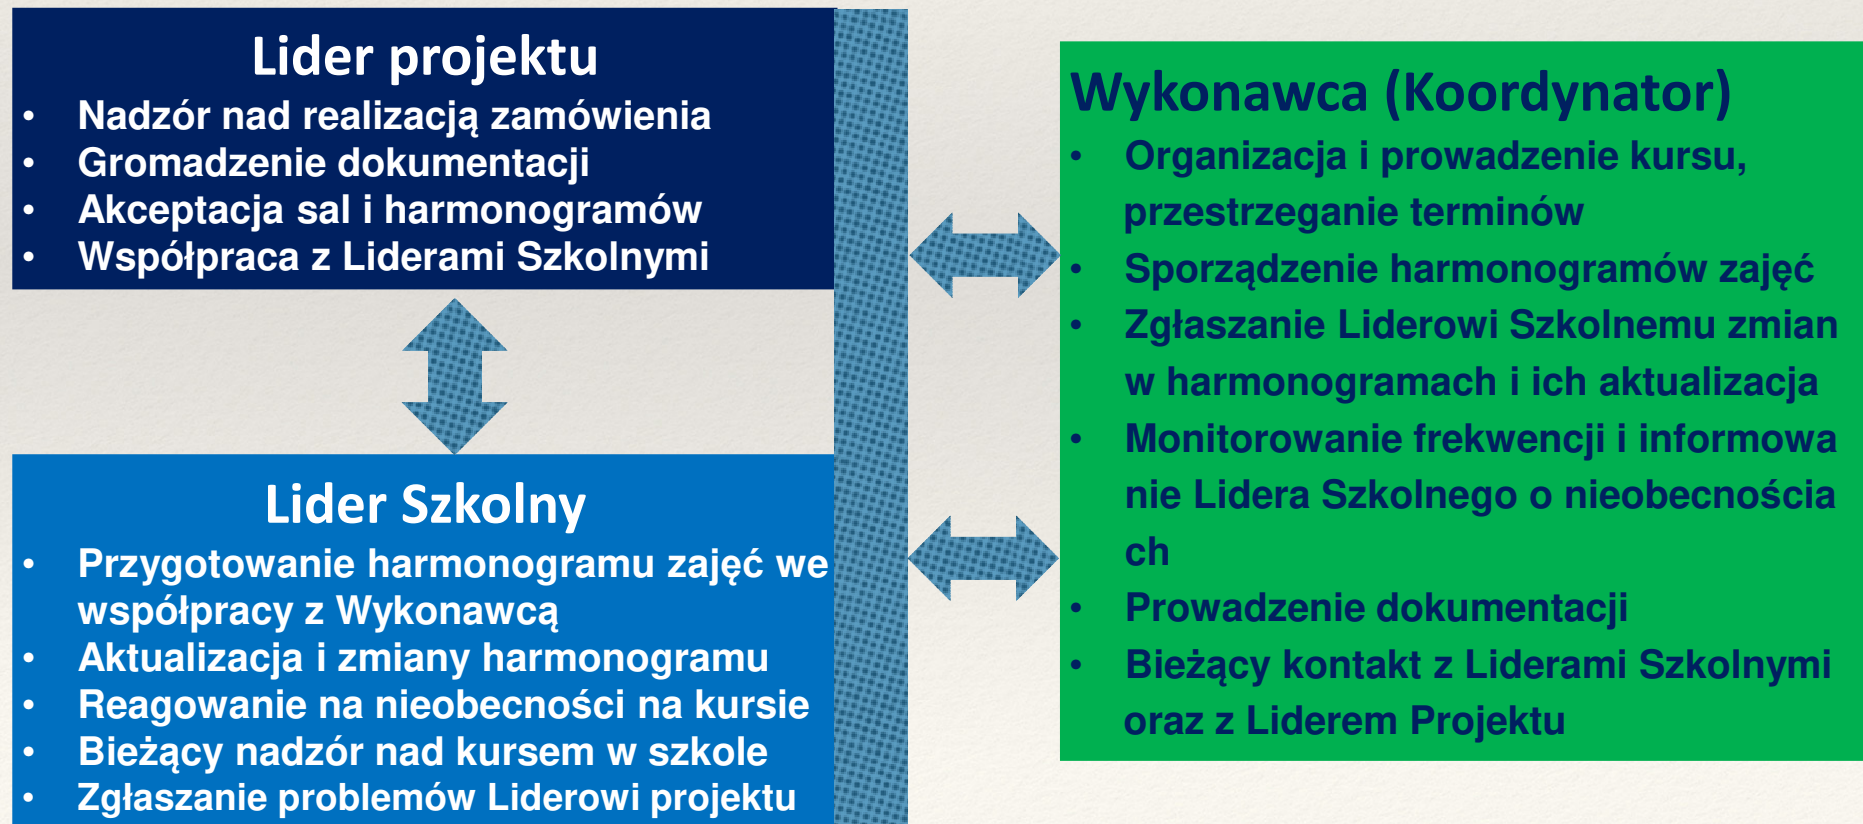 Lider projektu
• Nadzór nad realizacją zamówienia
• Gromadzenie dokumentacji
• Akceptacja sal i harmonogramów
• Współpraca z Liderami Szkolnymi
Lider Szkolny
• Przygotowanie harmonogramu zajęć we
współpracy z Wykonawcą
• Aktualizacja i zmiany harmonogramu
• Reagowanie na nieobecności na kursie
• Bieżący nadzór nad kursem w szkole
• Zgłaszanie problemów Liderowi projektu
Wykonawca (Koordynator)
• Organizacja i prowadzenie kursu,
przestrzeganie terminów
• Sporządzenie harmonogramów zajęć
• Zgłaszanie Liderowi Szkolnemu zmian
w harmonogramach i ich aktualizacja
• Monitorowanie frekwencji i informowa
nie Lidera Szkolnego o nieobecnościa
ch
• Prowadzenie dokumentacji
• Bieżący kontakt z Liderami Szkolnymi
oraz z Liderem Projektu